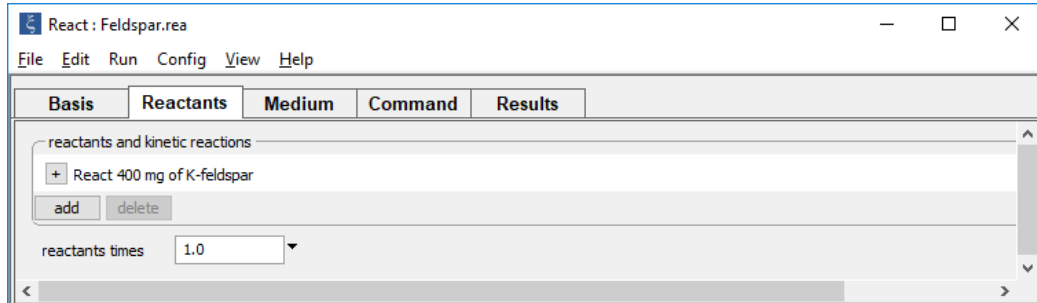 React : Feldspar.rea
File Edit Run Config View Help
Basis Reactants Medium Command Results
reactants and kinetic reactions
+ React 400 mg of K-feldspar
add delete
reactants times 1.0